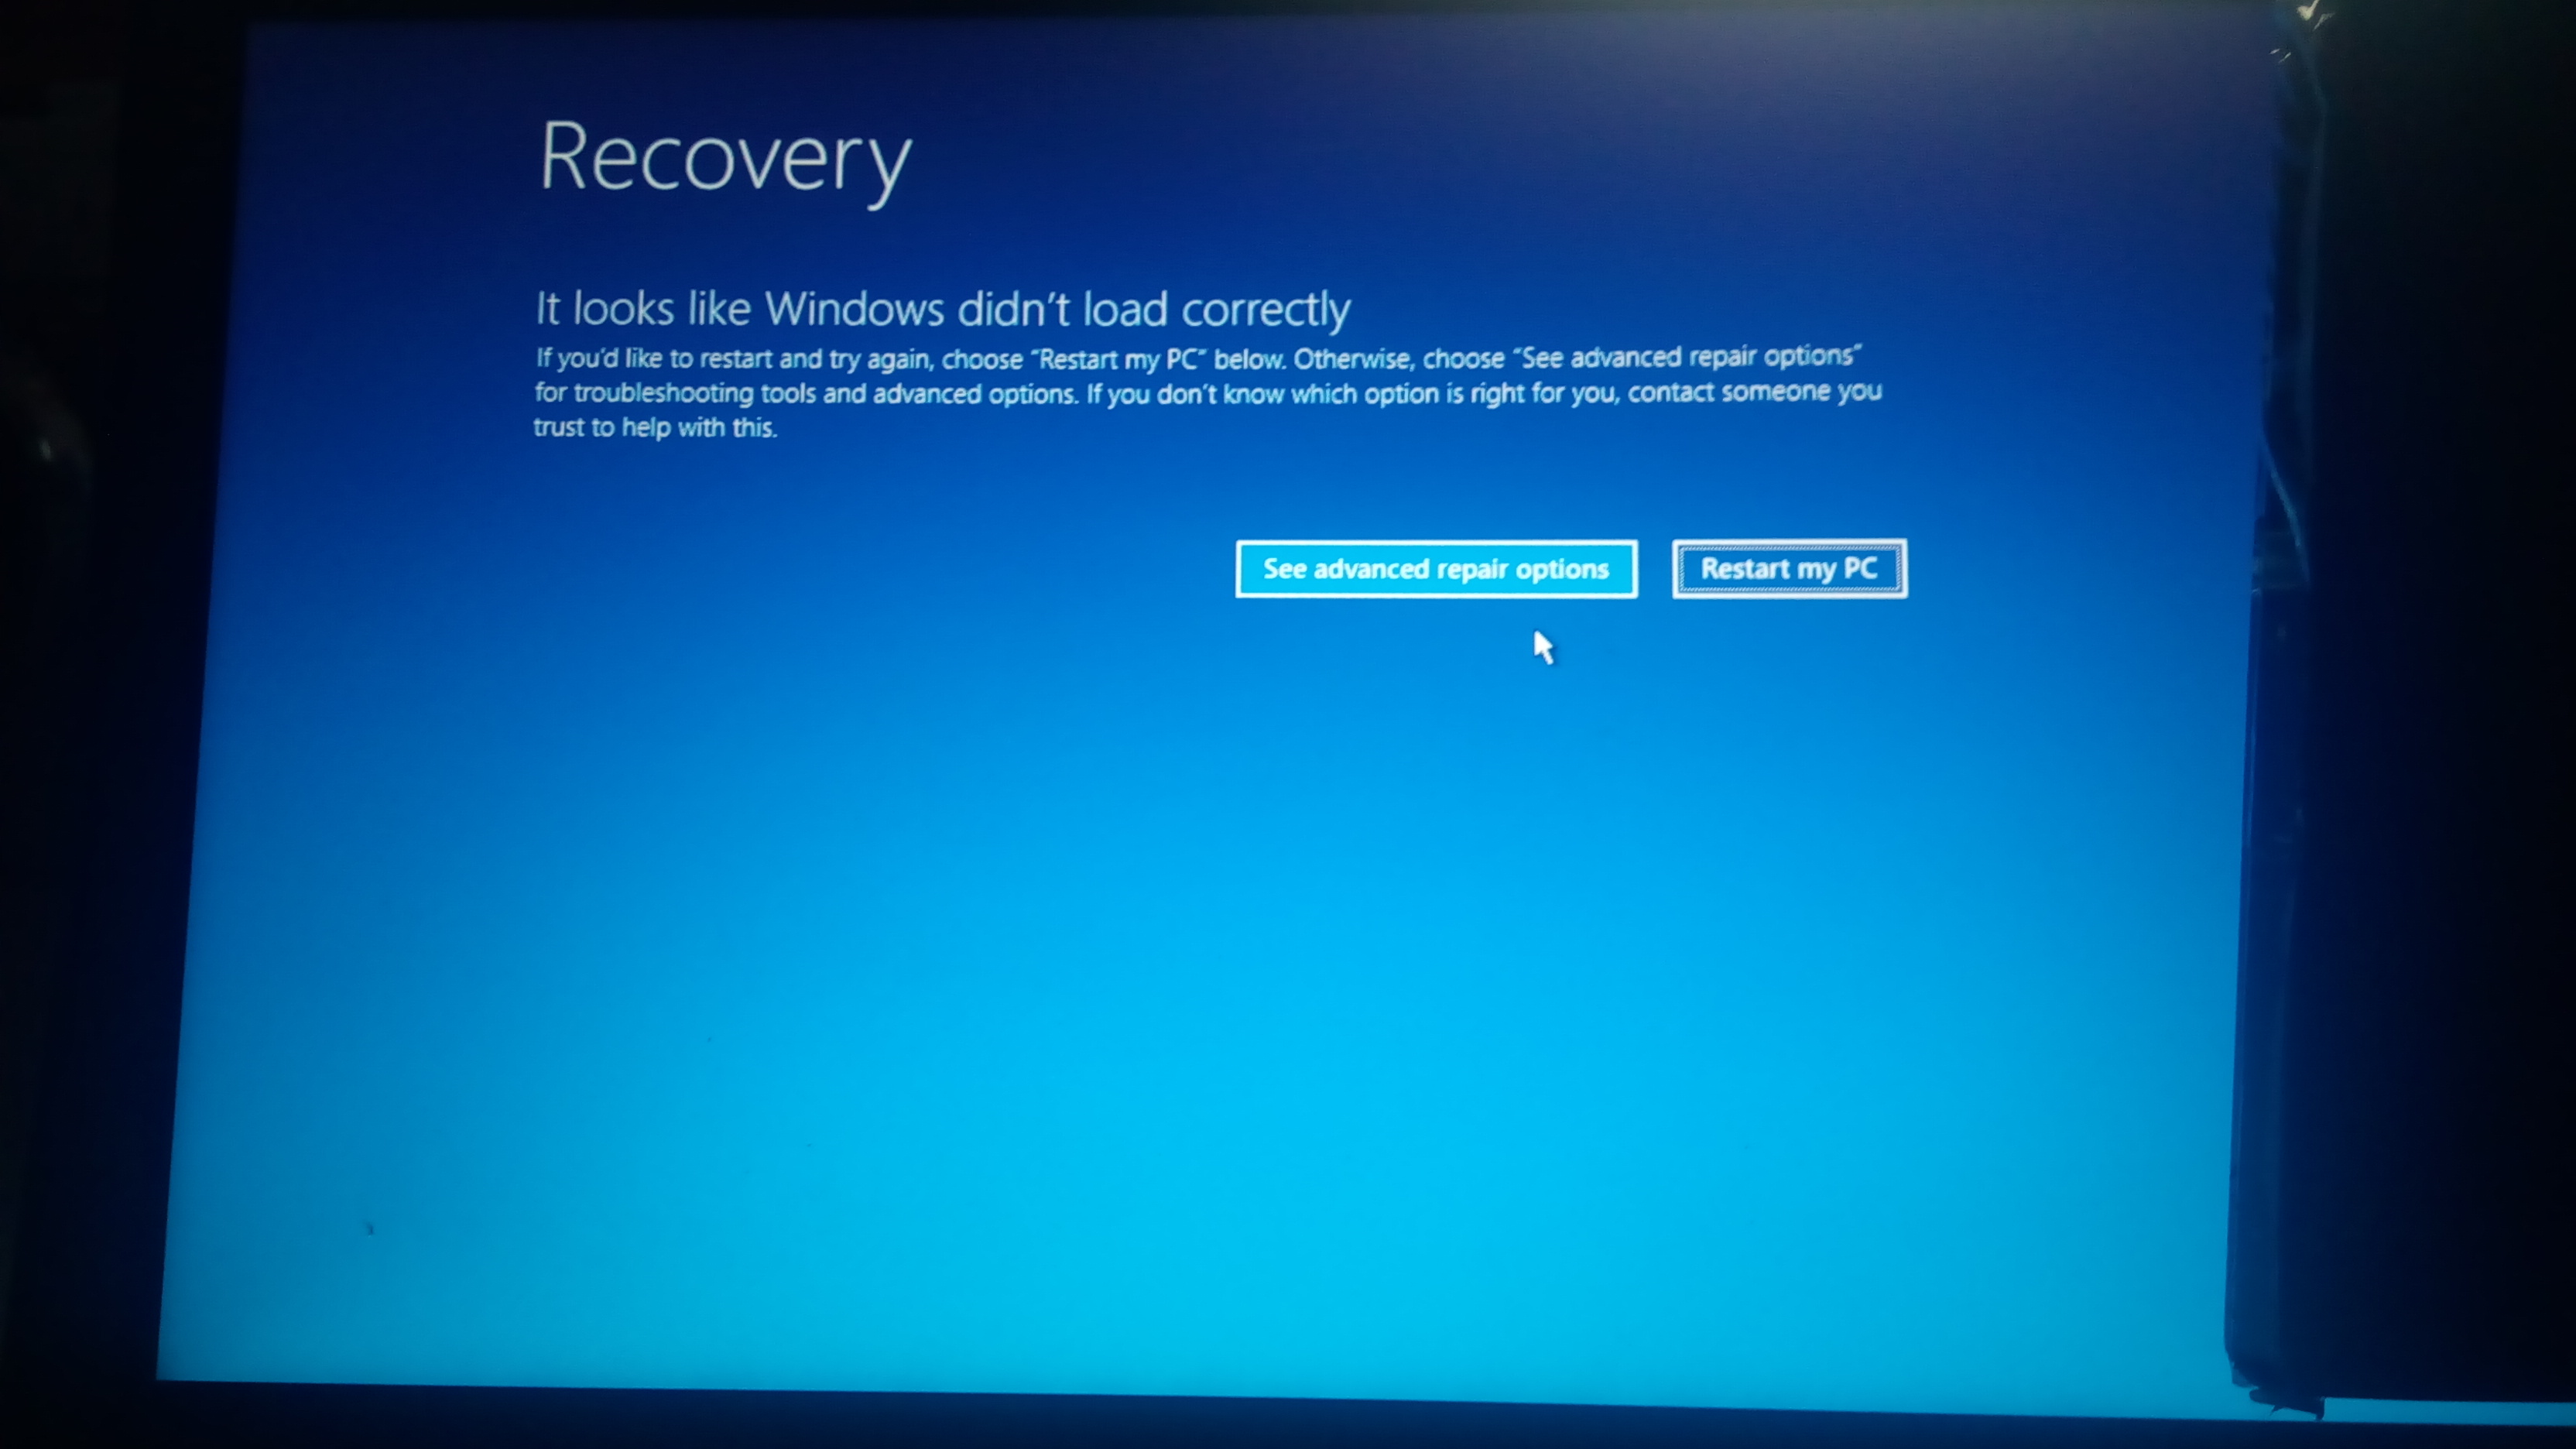 Recovery
It looks like Windows didn't load correctly
If you'd like to restart and try again, choose "Restart my PC" below. Otherwise, choose "See advanced repair options"
for troubleshooting tools and advanced options. If you don't know which option is right for you, contact someone you
trust to help with this.
See advanced repair options
Restart my PC